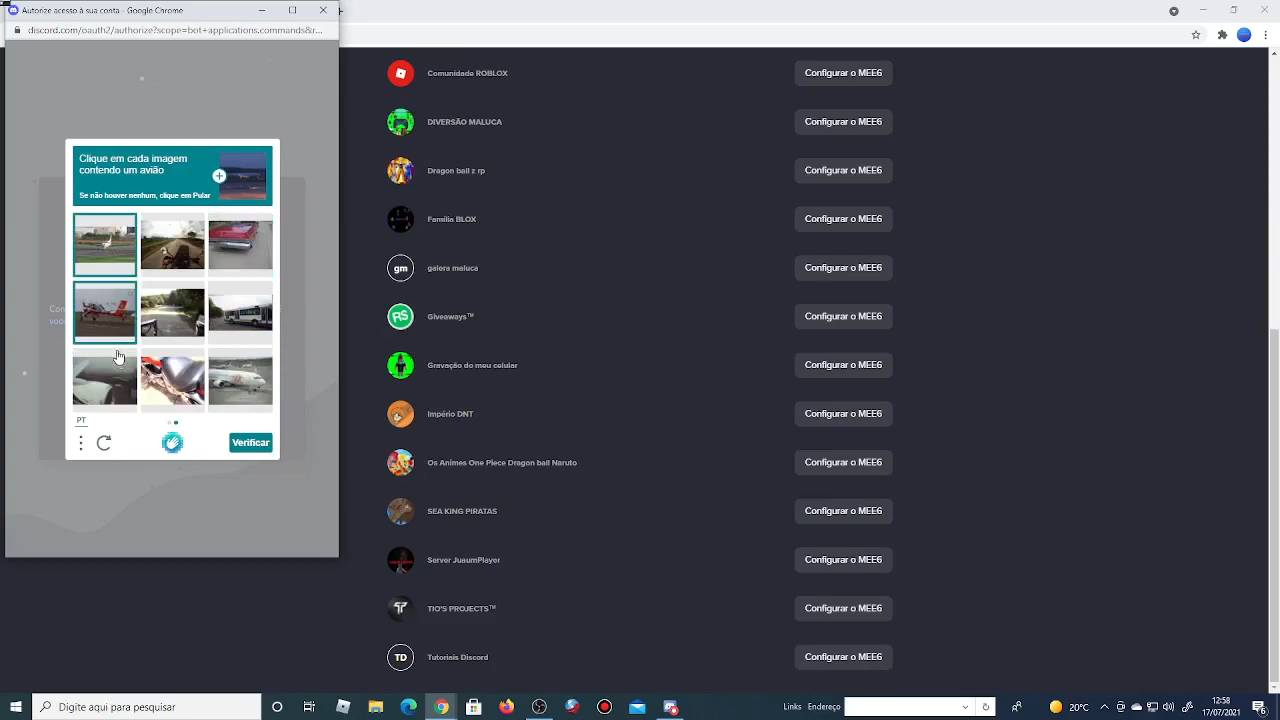 Autorize acesso à sua conta - Google Chrome
discord.com/oauth2/authorize?scope=bot+applications.commands&r...
Clique em cada imagem
contendo um avião
Se não houver nenhum, clique em Pular
PT
Verificar
Comunidade ROBLOX
Configurar o MEE6
DIVERSÃO MALUCA
Configurar o MEE6
Dragon ball z rp
Configurar o MEE6
Família BLOX
Configurar o MEE6
gm
galera maluca
Configurar o MEE6
RS
Giveaways™
Configurar o MEE6
Gravação do meu celular
Configurar o MEE6
Império DNT
Configurar o MEE6
Os Animes One Piece Dragon ball Naruto
Configurar o MEE6
SEA KING PIRATAS
Configurar o MEE6
Server JuaumPlayer
Configurar o MEE6
TIO'S PROJECTS™
Configurar o MEE6
TD
Tutoriais Discord
Configurar o MEE6
Digite aqui para pesquisar
Links
Endereço
20°C
12:58
17/07/2021